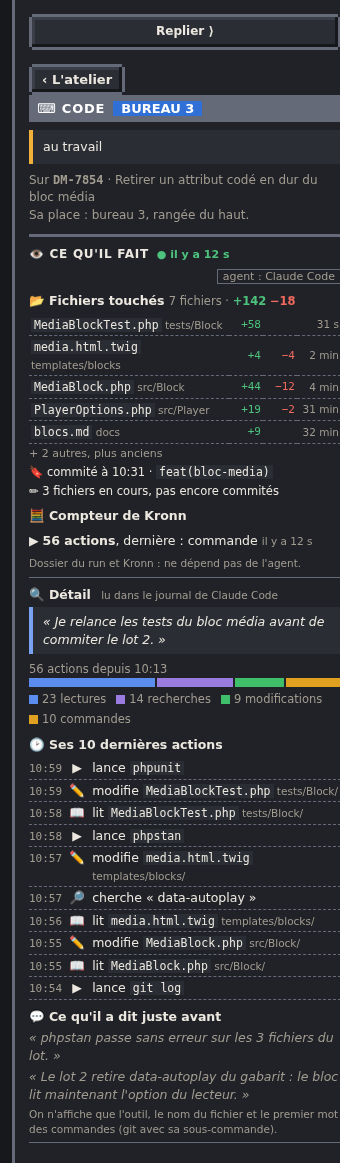 Replier ⟩
‹ L'atelier
⌨ CODE BUREAU 3
au travail
Sur DM-7854 · Retirer un attribut codé en dur du
bloc média
Sa place : bureau 3, rangée du haut.
👁 CE QU'IL FAIT ● il y a 12 s
agent : Claude Code
📂 Fichiers touchés 7 fichiers · +142 −18
MediaBlockTest.php tests/Block +58 31 s
media.html.twig
templates/blocks +4 −4 2 min
MediaBlock.php src/Block +44 −12 4 min
PlayerOptions.php src/Player +19 −2 31 min
blocs.md docs +9 32 min
+ 2 autres, plus anciens
🔖 commité à 10:31 · feat(bloc-media)
✏ 3 fichiers en cours, pas encore commités
🧮 Compteur de Kronn
▶ 56 actions, dernière : commande il y a 12 s
Dossier du run et Kronn : ne dépend pas de l'agent.
🔍 Détail lu dans le journal de Claude Code
« Je relance les tests du bloc média avant de
commiter le lot 2. »
56 actions depuis 10:13
23 lectures 14 recherches 9 modifications
10 commandes
🕑 Ses 10 dernières actions
10:59 ▶ lance phpunit
10:59 ✏️ modifie MediaBlockTest.php tests/Block/
10:58 📖 lit MediaBlockTest.php tests/Block/
10:58 ▶ lance phpstan
10:57 ✏️ modifie media.html.twig
templates/blocks/
10:57 🔎 cherche « data-autoplay »
10:56 📖 lit media.html.twig templates/blocks/
10:55 ✏️ modifie MediaBlock.php src/Block/
10:55 📖 lit MediaBlock.php src/Block/
10:54 ▶ lance git log
💬 Ce qu'il a dit juste avant
« phpstan passe sans erreur sur les 3 fichiers du
lot. »
« Le lot 2 retire data-autoplay du gabarit : le bloc
lit maintenant l'option du lecteur. »
On n'affiche que l'outil, le nom du fichier et le premier mot
des commandes (git avec sa sous-commande).